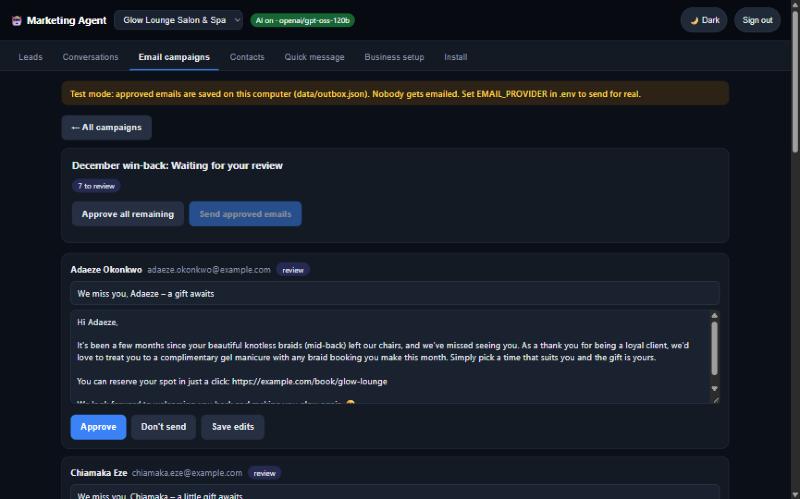 Marketing Agent
Glow Lounge Salon & Spa
AI on · openai/gpt-oss-120b
Dark
Sign out
Leads
Conversations
Email campaigns
Contacts
Quick message
Business setup
Install
Test mode: approved emails are saved on this computer (data/outbox.json). Nobody gets emailed. Set EMAIL_PROVIDER in .env to send for real.
← All campaigns
December win-back: Waiting for your review
7 to review
Approve all remaining
Send approved emails
Adaeze Okonkwo adaeze.okonkwo@example.com review
We miss you, Adaeze – a gift awaits
Hi Adaeze,
It's been a few months since your beautiful knotless braids (mid-back) left our chairs, and we've missed seeing you. As a thank you for being a loyal client, we'd
love to treat you to a complimentary gel manicure with any braid booking you make this month. Simply pick a time that suits you and the gift is yours.
You can reserve your spot in just a click: https://example.com/book/glow-lounge
Approve
Don't send
Save edits
Chiamaka Eze chiamaka.eze@example.com review
We miss you, Chiamaka – a little gift awaits